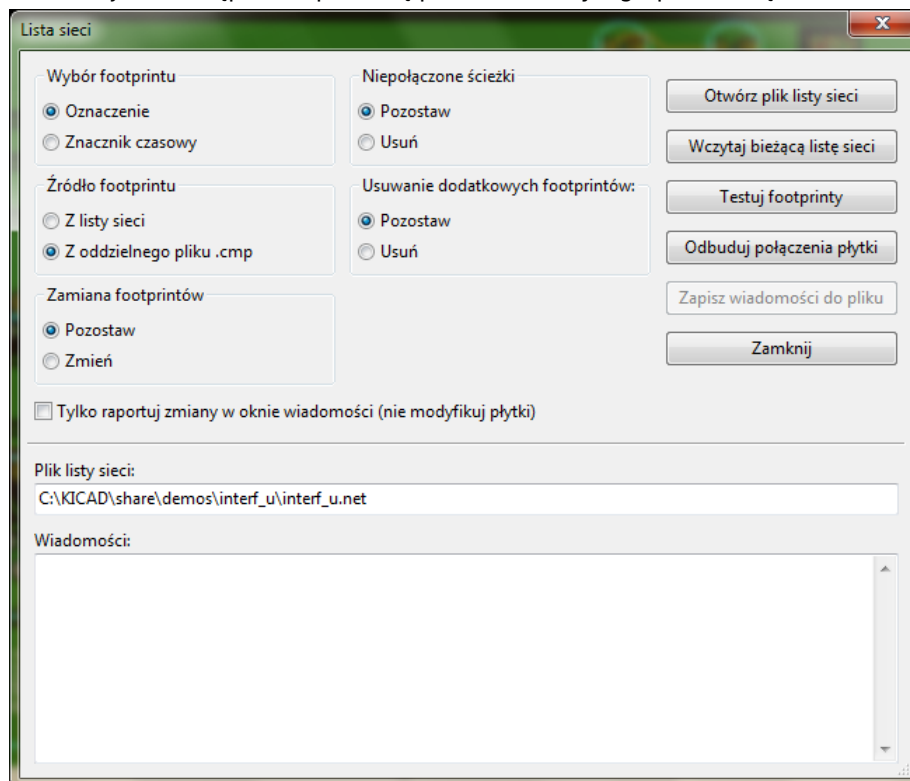 Lista sieci
Wybór footprintu
Oznaczenie
Znacznik czasowy
Niepołączone ścieżki
Pozostaw
Usuń
Otwórz plik listy sieci
Wczytaj bieżącą listę sieci
Źródło footprintu
Z listy sieci
Z oddzielnego pliku .cmp
Usuwanie dodatkowych footprintów:
Pozostaw
Usuń
Testuj footprinty
Odbuduj połączenia płytki
Zamiana footprintów
Pozostaw
Zmień
Zapisz wiadomości do pliku
Zamknij
Tylko raportuj zmiany w oknie wiadomości (nie modyfikuj płytki)
Plik listy sieci:
C:\KICAD\share\demos\interf_u\interf_u.net
Wiadomości: